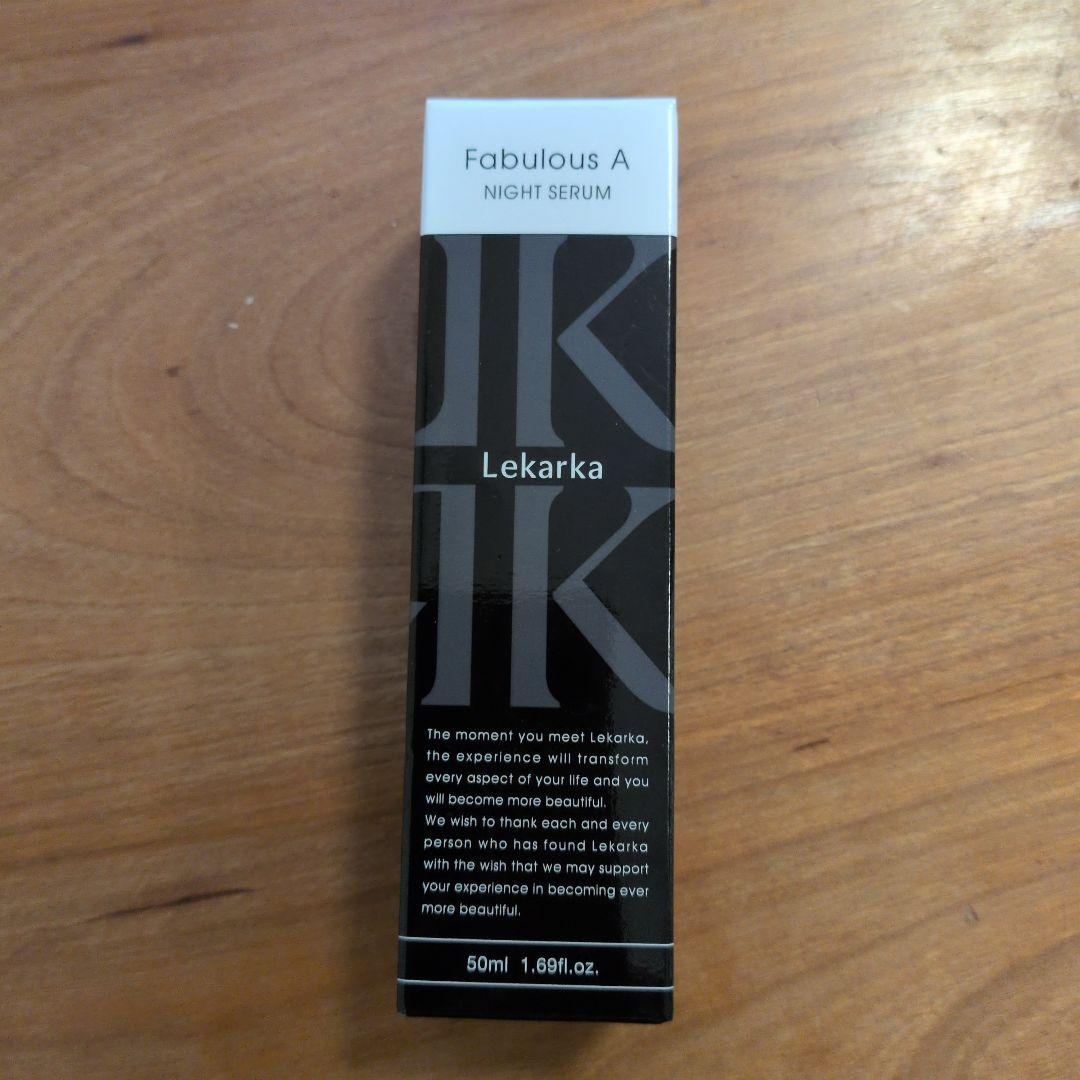 Fabulous A
NIGHT SERUM
Lekarka
The moment you meet Lekarka,
the experience will transform
every aspect of your life and you
will become more beautiful.
We wish to thank each and every
person who has found Lekarka
with the wish that we may support
your experience in becoming ever
more beautiful.
50ml 1.69fl.oz.